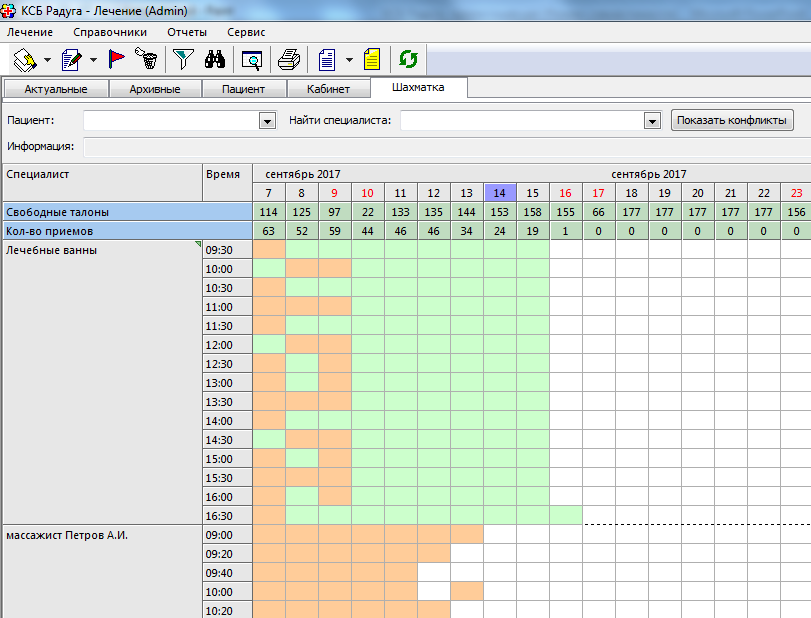 КСБ Радуга - Лечение (Admin)
Лечение Справочники Отчеты Сервис
Актуальные Архивные Пациент Кабинет Шахматка
Пациент: Найти специалиста: Показать конфликты
Информация:
Специалист Время сентябрь 2017 сентябрь 2017
7 8 9 10 11 12 13 14 15 16 17 18 19 20 21 22 23
Свободные талоны 114 125 97 22 133 135 144 153 158 155 66 177 177 177 177 177 156
Кол-во приемов 63 52 59 44 46 46 34 24 19 1 0 0 0 0 0 0 0
Лечебные ванны 09:30
10:00
10:30
11:00
11:30
12:00
12:30
13:00
13:30
14:00
14:30
15:00
15:30
16:00
16:30
массажист Петров А.И. 09:00
09:20
09:40
10:00
10:20